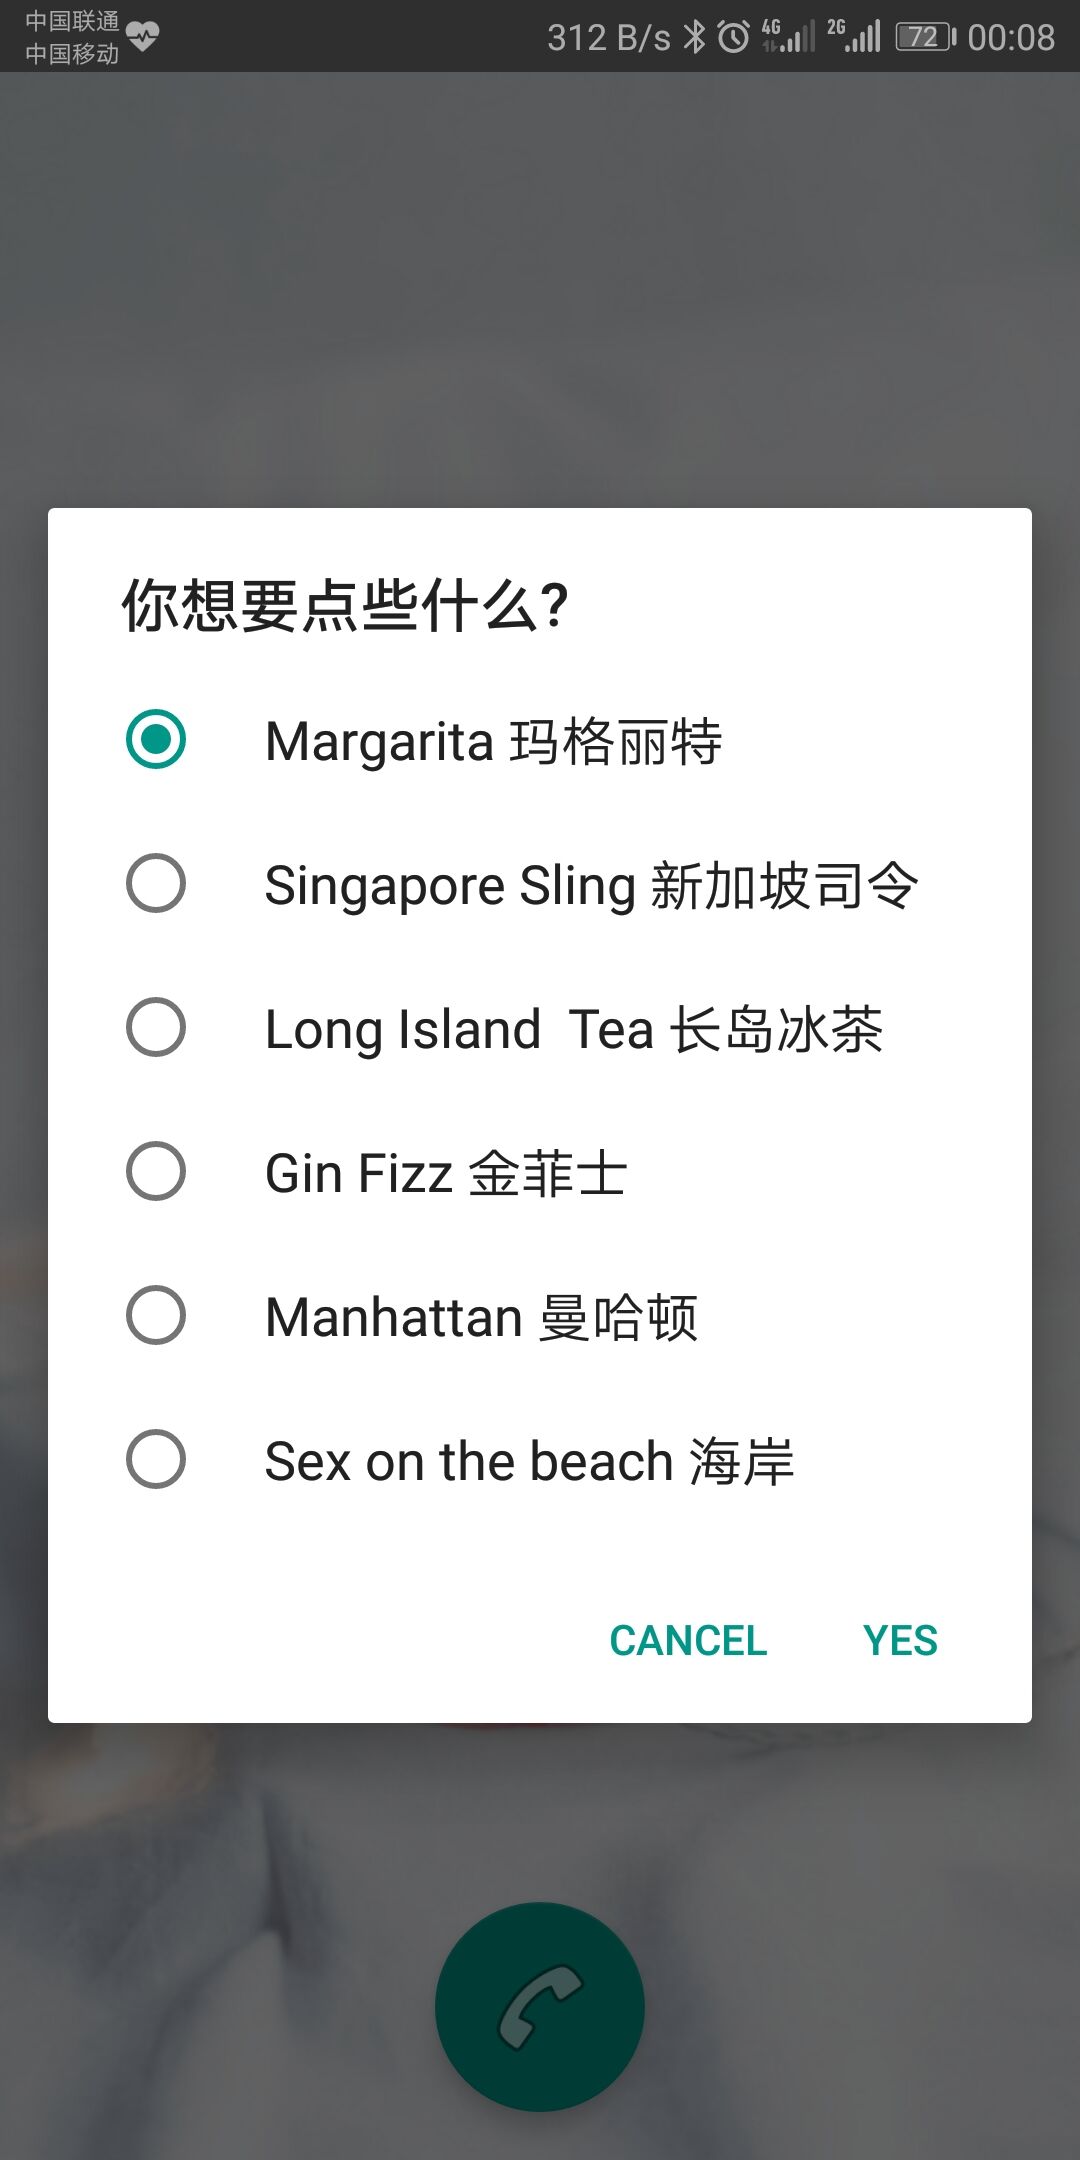 中国联通
中国移动
312 B/s 4G 2G 72 00:08
你想要点些什么?
Margarita 玛格丽特
Singapore Sling 新加坡司令
Long Island  Tea 长岛冰茶
Gin Fizz 金菲士
Manhattan 曼哈顿
Sex on the beach 海岸
CANCEL YES